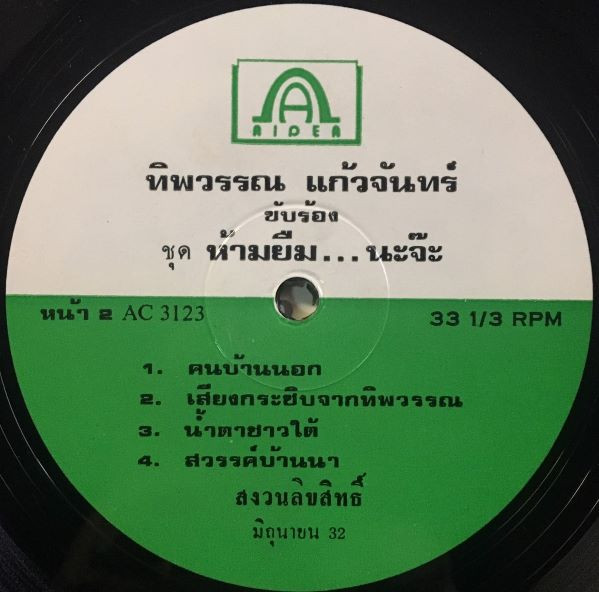 AIDEA
ทิพวรรณ แก้วจันทร์
ขับร้อง
ชุด ห้ามยืม...นะจ๊ะ
หน้า 2 AC 3123
33 1/3 RPM
1. คนบ้านนอก
2. เสียงกระซิบจากทิพวรรณ
3. น้ำตาชาวใต้
4. สวรรค์บ้านนา
สงวนลิขสิทธิ์
มิถุนายน 32